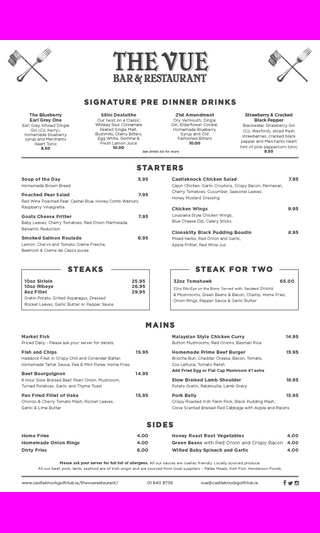 THE VUE
BAR & RESTAURANT
SIGNATURE PRE DINNER DRINKS
The Blueberry
Earl Grey One
Earl Grey Infused Dingle
Gin (Co. Kerry),
homemade Blueberry
syrup and Merchants
Heart Tonic
8.50
Sláinte
Our twist on a Classic
Whiskey Sour Connemara
Peated Single Malt,
Bushmills, Cherry Bitters,
Egg White, Gomme &
Fresh Lemon Juice
10.00
21st Amendment
Dry Vermouth, Dingle
Gin, Elderflower Cordial,
Homemade Blueberry
Syrup and Old
Fashioned Bitters
10.00
See drinks list for more
Strawberry & Cracked
Black Pepper
Blackwater Strawberry Gin
(Co. Wexford), sliced fresh
strawberries, cracked black
pepper and Merchants Heart
hint of pink peppercorn tonic
8.50
STARTERS
Soup of the Day 5.95
Homemade Brown Bread
Poached Pear Salad 7.95
Red Wine Poached Pear, Cashel Blue, Honey Comb Walnuts,
Raspberry Vinaigrette.
Goats Cheese Fritter 7.95
Baby Leaves, Cherry Tomatoes, Red Onion Marmalade,
Balsamic Reduction
Smoked Salmon Roulade 8.95
Lemon, Chervil and Tomato Creme Fraiche,
Beetroot & Creme de Cassis puree
Castleknock Chicken Salad 7.95
Cajun Chicken, Garlic Croutons, Crispy Bacon, Parmesan,
Cherry Tomatoes, Cucumber, Seasonal Leaves,
Honey Mustard Dressing
Chicken Wings 9.95
Louisiana Style Chicken Wings,
Blue Cheese Dip, Celery Sticks.
Clonakilty Black Pudding Boudin 8.95
Mixed Herbs, Red Onion and Garlic,
Apple Fritter, Red Wine Jus
STEAKS
10oz Sirloin 25.95
10oz Ribeye 26.95
8oz Fillet 29.95
Gratin Potato, Grilled Asparagus, Dressed
Rocket Leaves, Garlic Butter or Pepper Sauce
STEAK FOR TWO
32oz Tomahawk 65.00
32oz Rib-Eye on the Bone. Served with, Sauteed Onions
& Mushrooms, Green Beans & Bacon, Champ, Home Fries,
Onion Rings, Pepper Sauce & Garlic Butter
MAINS
Market Fish
Priced Daily - Please ask your server for details
Fish and Chips 15.95
Haddock Fillet in Crispy Chilli and Coriander Batter,
Homemade Tartar Sauce, Pea & Mint Puree, Home Fries
Beef Bourguignon 14.95
8 Hour Slow Braised Beef, Pearl Onion, Mushroom,
Turned Potatoes, Garlic and Thyme Toast
Pan Fried Fillet of Hake 13.95
Chorizo & Cherry Tomato Mash, Rocket Leaves,
Garlic & Lime Butter
Malaysian Style Chicken Curry 14.95
Button Mushrooms, Red Onions, Basmati Rice
Homemade Prime Beef Burger 15.95
Brioche Bun, Cheddar Cheese, Bacon, Tomato,
Cos Lettuce, Tomato Relish
Add Fried Egg or Flat Cap Mushroom €1 extra
Slow Braised Lamb Shoulder 16.95
Potato Gratin, Ratatouille, Lamb Gravy
Pork Belly 15.95
Crispy Roasted Irish Farm Pork, Black Pudding Mash,
Clove Scented Braised Red Cabbage with Apple and Raisins
SIDES
Home Fries 4.00
Homemade Onion Rings 4.00
Dirty Fries 6.00
Honey Roast Root Vegetables 4.00
Green Beans with Red Onion and Crispy Bacon 4.00
Wilted Baby Spinach and Garlic 4.00
Please ask your server for full list of allergens. All our sauces are coeliac friendly. Locally sourced produce
All our beef, pork, lamb, seafood are of Irish origin and are sourced from local suppliers - Pallas Meats, Kish Fish, Henderson Foods
www.castleknockgolfclub.ie/thevuerestaurant/ 01 640 8736 vue@castleknockgolfclub.ie